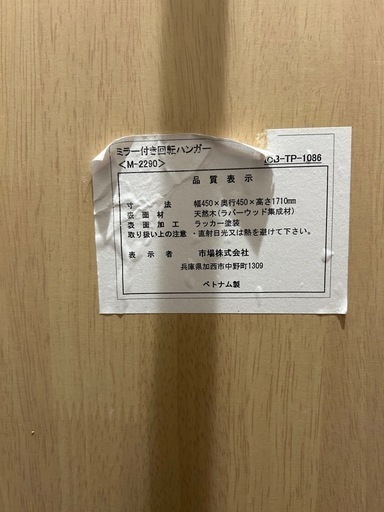 ミラー付き回転ハンガー
<M-2290>
-TP-1086
品質表示
寸法 幅450×奥行450×高さ1710mm
表面材 天然木(ラバーウッド集成材)
表面加工 ラッカー塗装
取り扱い上の注意 ・直射日光又は熱を避けて下さい。
表示者 市場株式会社
兵庫県加西市中野町1309
ベトナム製